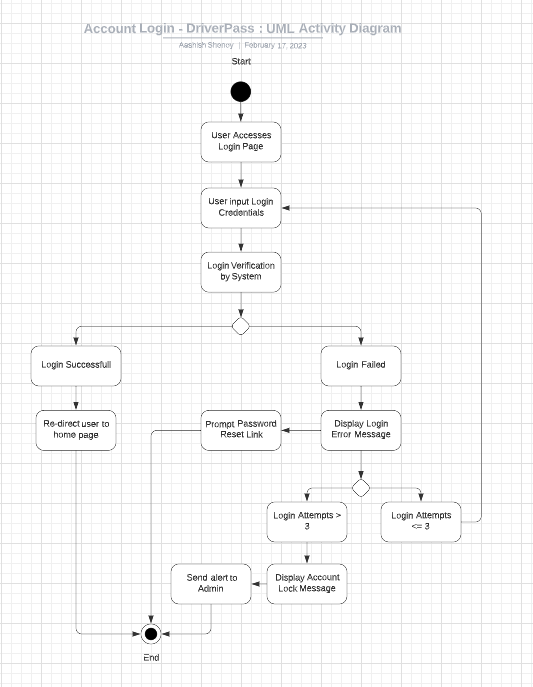 Account Login - DriverPass : UML Activity Diagram
Aashish Shenoy | February 17, 2023
Start
User Accesses
Login Page
User input Login
Credentials
Login Verification
by System
Login Successfull
Login Failed
Re-direct user to
home page
Prompt Password
Reset Link
Display Login
Error Message
Login Attempts >
3
Login Attempts
<= 3
Send alert to
Admin
Display Account
Lock Message
End